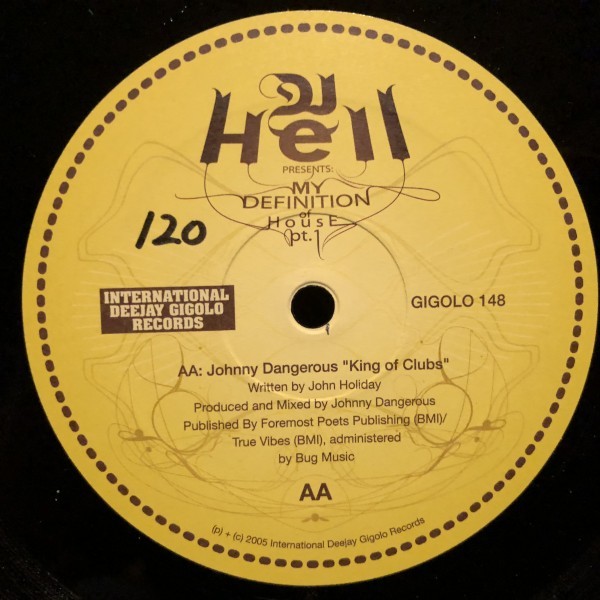 DJ
Hell
PRESENTS:
MY
DEFINITION
of
HousE
pt.1
120
INTERNATIONAL
DEEJAY GIGOLO
RECORDS
GIGOLO 148
AA: Johnny Dangerous "King of Clubs"
Written by John Holiday
Produced and Mixed by Johnny Dangerous
Published By Foremost Poets Publishing (BMI)/
True Vibes (BMI), administered
by Bug Music
AA
(p) + (c) 2005 International Deejay Gigolo Records